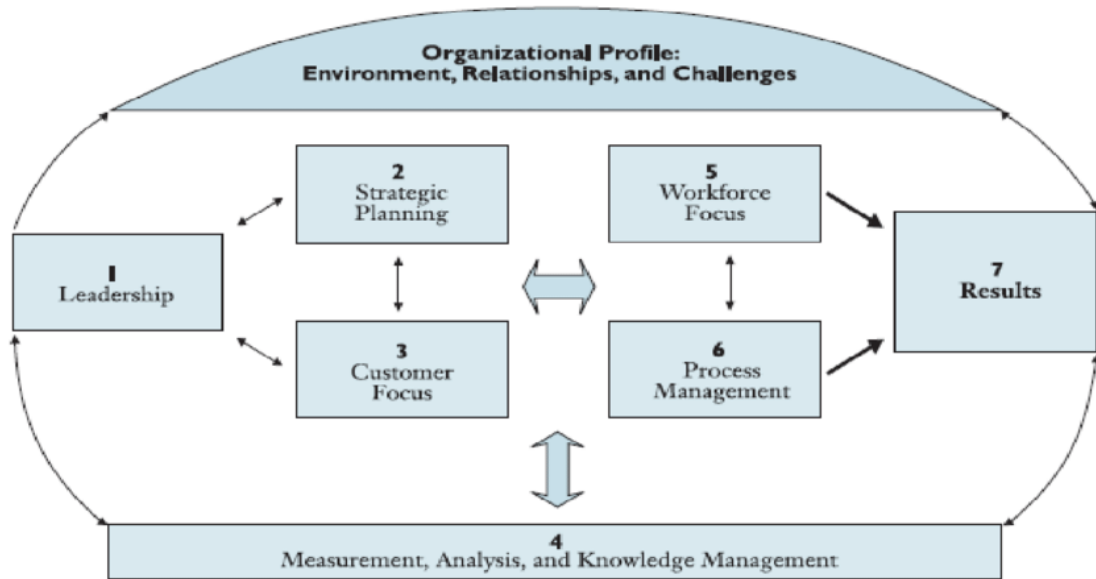 Organizational Profile:
Environment, Relationships, and Challenges
2
Strategic
Planning
5
Workforce
Focus
1
Leadership
7
Results
3
Customer
Focus
6
Process
Management
4
Measurement, Analysis, and Knowledge Management